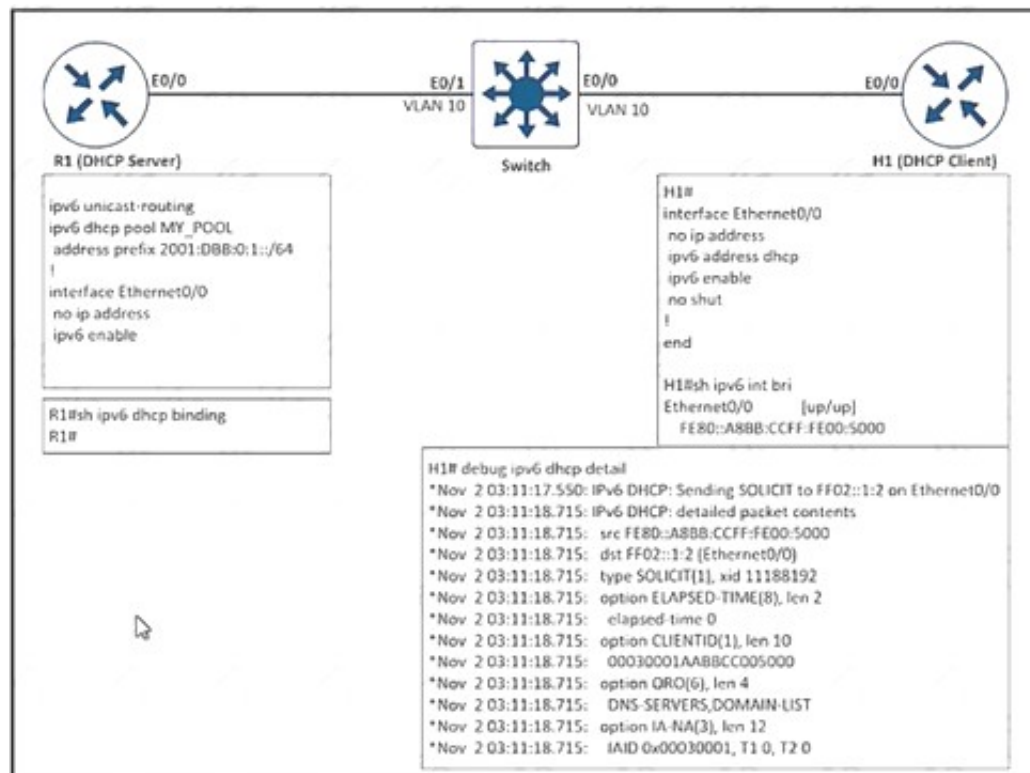 E0/0
E0/1
E0/0
E0/0
VLAN 10
VLAN 10
R1 (DHCP Server)
Switch
H1 (DHCP Client)
ipv6 unicast-routing
ipv6 dhcp pool MY_POOL
address prefix 2001:DBB:0:1::/64
!
interface Ethernet0/0
no ip address
ipv6 enable
R1#sh ipv6 dhcp binding
R1#
H1#
interface Ethernet0/0
no ip address
ipv6 address dhcp
ipv6 enable
no shut
!
end
H1#sh ipv6 int bri
Ethernet0/0 [up/up]
FE80::A8BB:CCFF:FE00:5000
H1# debug ipv6 dhcp detail
*Nov 2 03:11:17.550: IPv6 DHCP: Sending SOLICIT to FF02::1:2 on Ethernet0/0
*Nov 2 03:11:18.715: IPv6 DHCP: detailed packet contents
*Nov 2 03:11:18.715: src FE80::A8BB:CCFF:FE00:5000
*Nov 2 03:11:18.715: dst FF02::1:2 (Ethernet0/0)
*Nov 2 03:11:18.715: type SOLICIT(1), xid 11188192
*Nov 2 03:11:18.715: option ELAPSED-TIME(8), len 2
*Nov 2 03:11:18.715: elapsed-time 0
*Nov 2 03:11:18.715: option CLIENTID(1), len 10
*Nov 2 03:11:18.715: 00030001AABBCC005000
*Nov 2 03:11:18.715: option ORO(6), len 4
*Nov 2 03:11:18.715: DNS-SERVERS,DOMAIN-LIST
*Nov 2 03:11:18.715: option IA-NA(3), len 12
*Nov 2 03:11:18.715: IAID 0x00030001, T1 0, T2 0